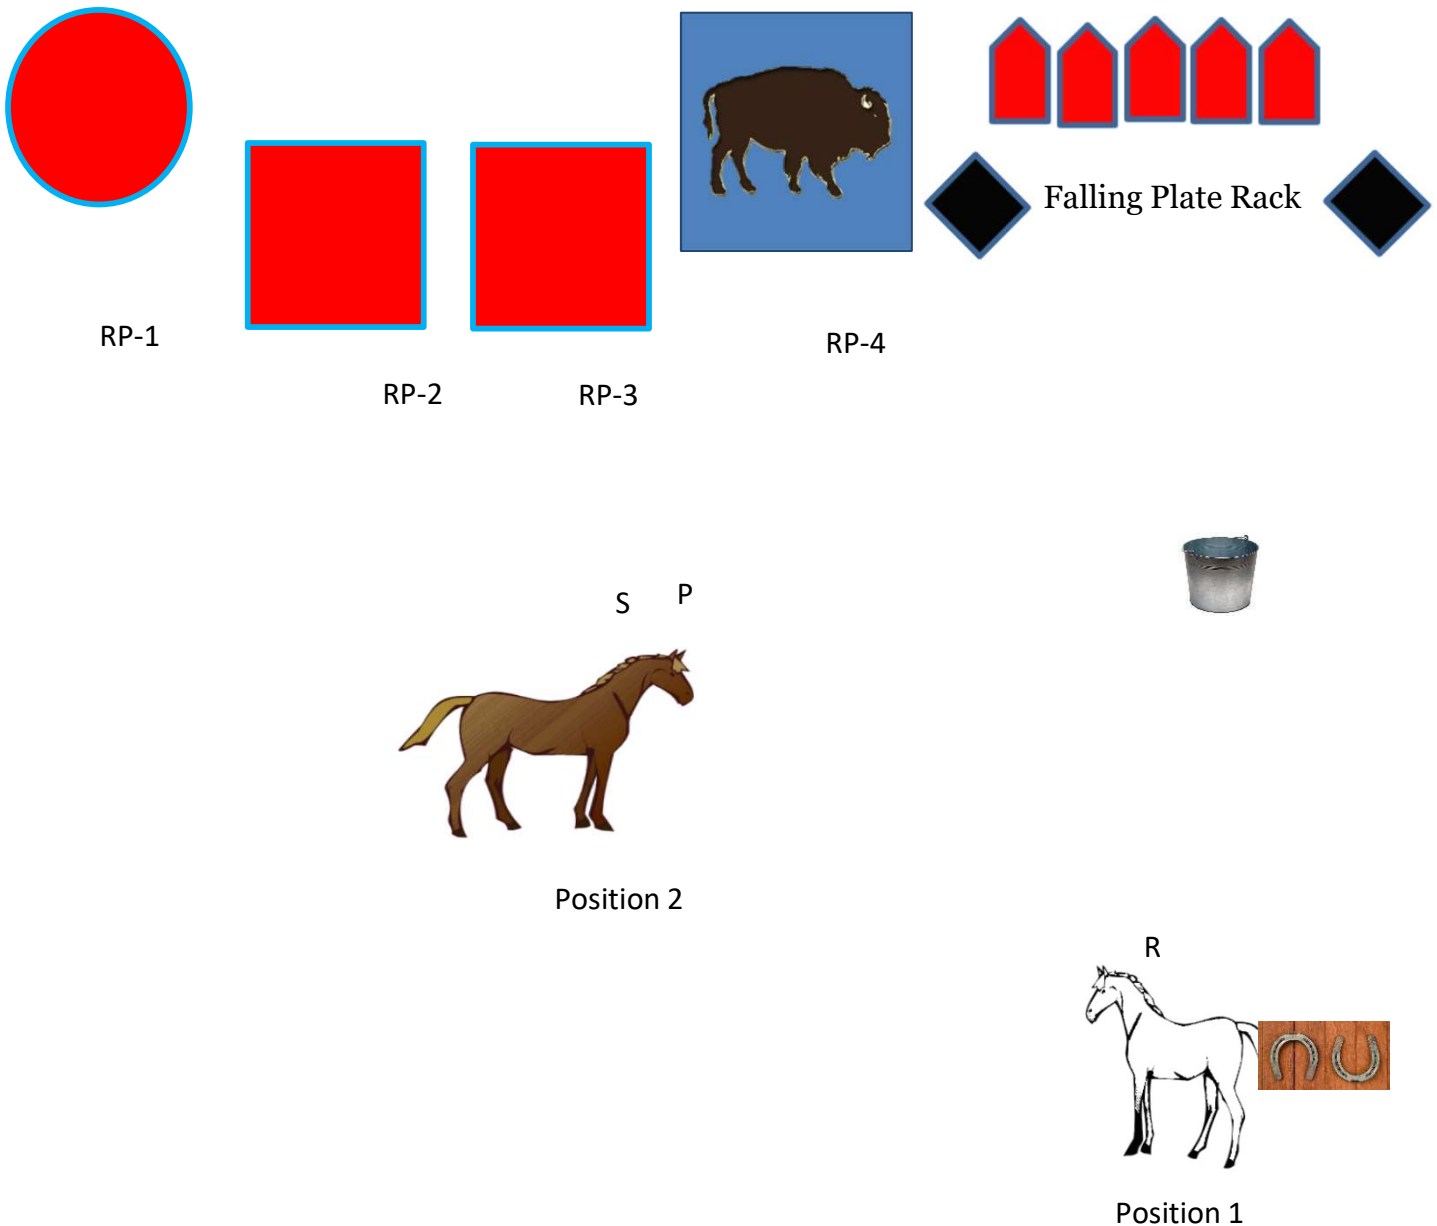 Falling Plate Rack
RP-1
RP-4
RP-2
RP-3
S
P
Position 2
R
Position 1